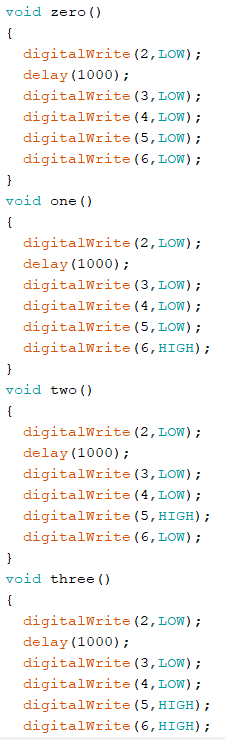 void zero()
{
  digitalWrite(2,LOW);
  delay(1000);
  digitalWrite(3,LOW);
  digitalWrite(4,LOW);
  digitalWrite(5,LOW);
  digitalWrite(6,LOW);
}
void one()
{
  digitalWrite(2,LOW);
  delay(1000);
  digitalWrite(3,LOW);
  digitalWrite(4,LOW);
  digitalWrite(5,LOW);
  digitalWrite(6,HIGH);
}
void two()
{
  digitalWrite(2,LOW);
  delay(1000);
  digitalWrite(3,LOW);
  digitalWrite(4,LOW);
  digitalWrite(5,HIGH);
  digitalWrite(6,LOW);
}
void three()
{
  digitalWrite(2,LOW);
  delay(1000);
  digitalWrite(3,LOW);
  digitalWrite(4,LOW);
  digitalWrite(5,HIGH);
  digitalWrite(6,HIGH);